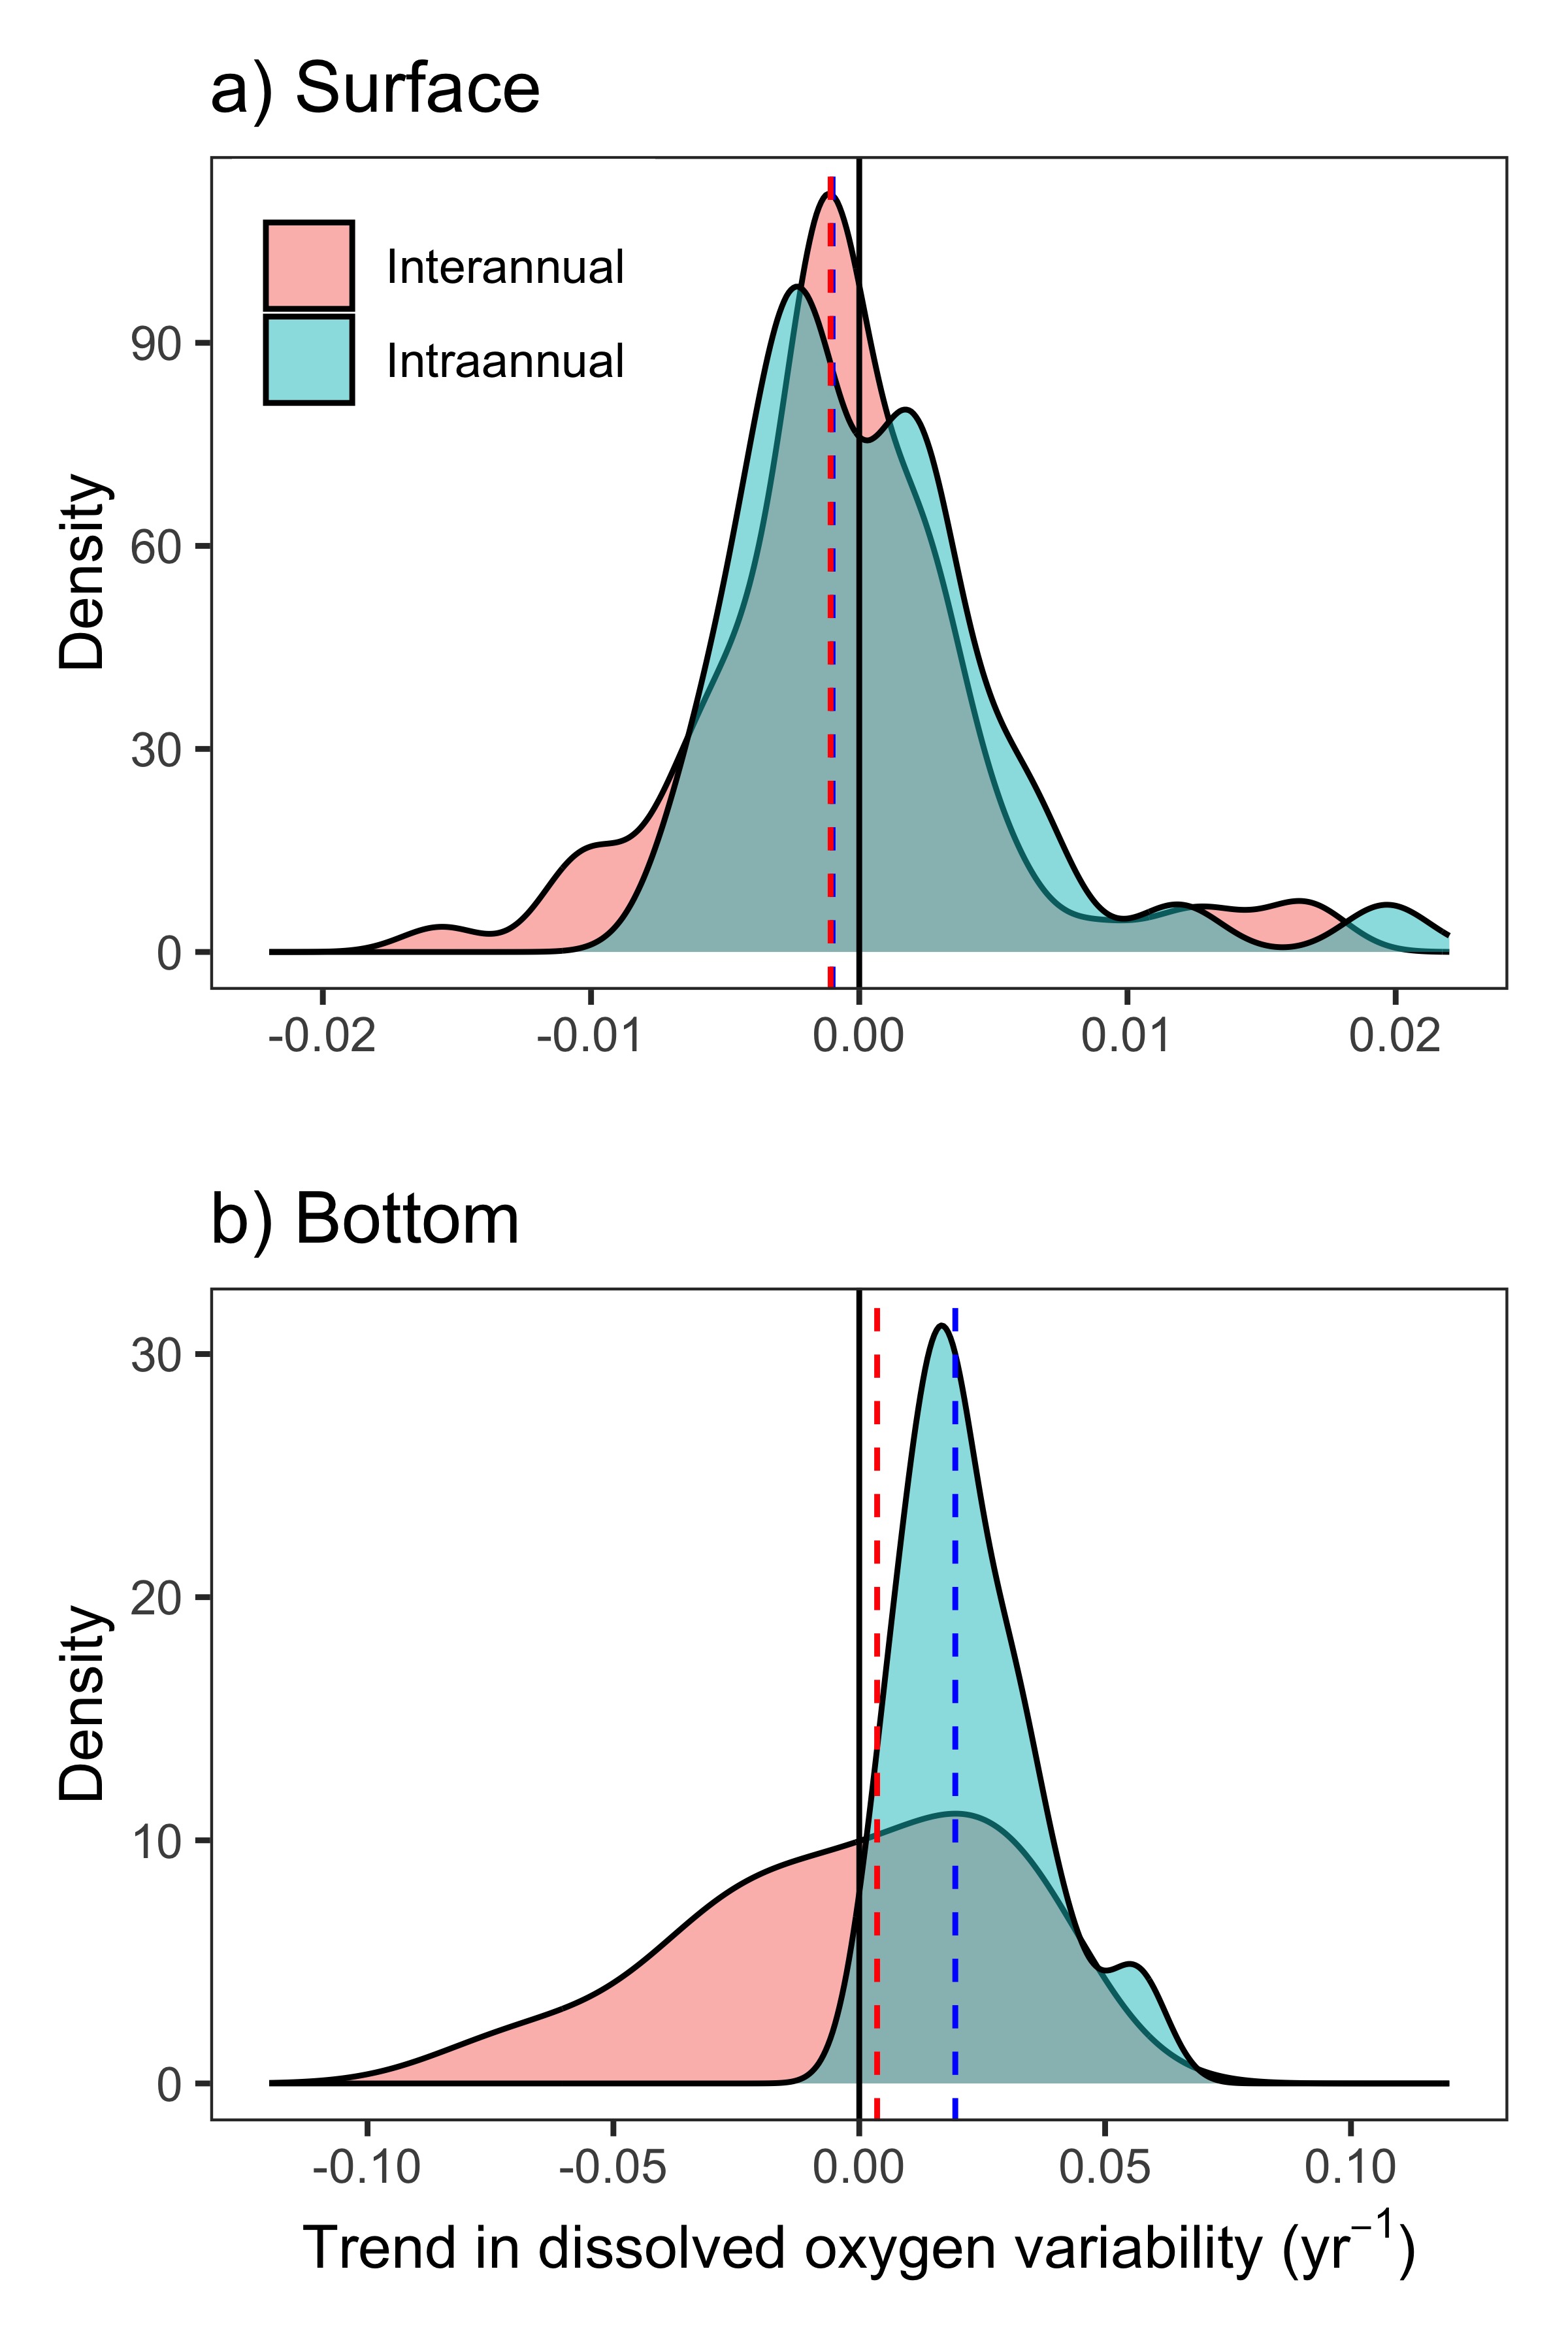 a) Surface
Interannual
Intraannual
Density
90
60
30
0
-0.02
-0.01
0.00
0.01
0.02
b) Bottom
Density
30
20
10
0
-0.10
-0.05
0.00
0.05
0.10
Trend in dissolved oxygen variability (yr⁻¹)